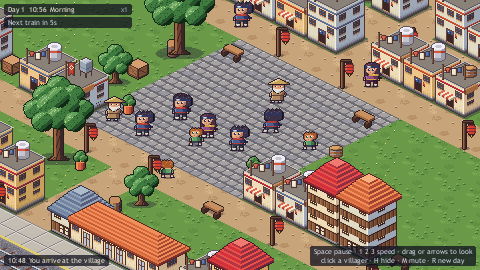 Day 1 10:56 Morning x1
Next train in 5s
10:48 You arrive at the village
Space pause · 1 2 3 speed · drag or arrows to look
click a villager · H hide · M mute · R new day